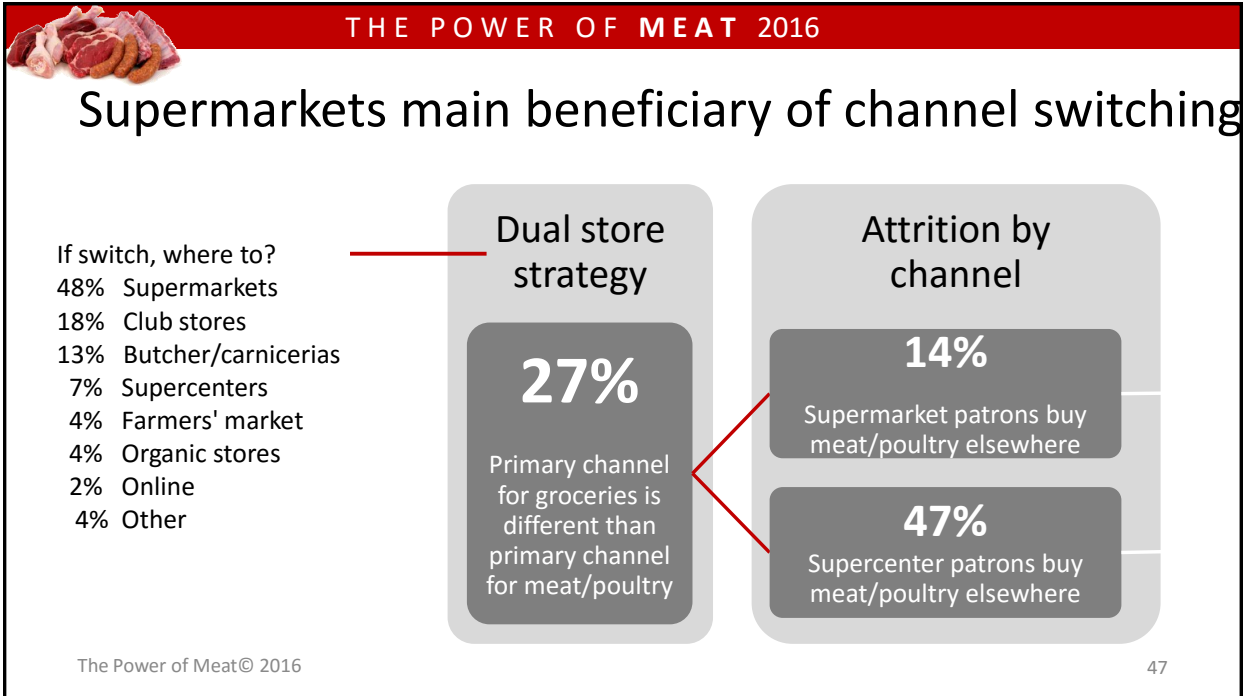 THE POWER OF MEAT 2016
Supermarkets main beneficiary of channel switching
If switch, where to?
48% Supermarkets
18% Club stores
13% Butcher/carnicerias
7% Supercenters
4% Farmers' market
4% Organic stores
2% Online
4% Other
Dual store
strategy
27%
Primary channel
for groceries is
different than
primary channel
for meat/poultry
Attrition by
channel
14%
Supermarket patrons buy
meat/poultry elsewhere
47%
Supercenter patrons buy
meat/poultry elsewhere
The Power of Meat© 2016
47